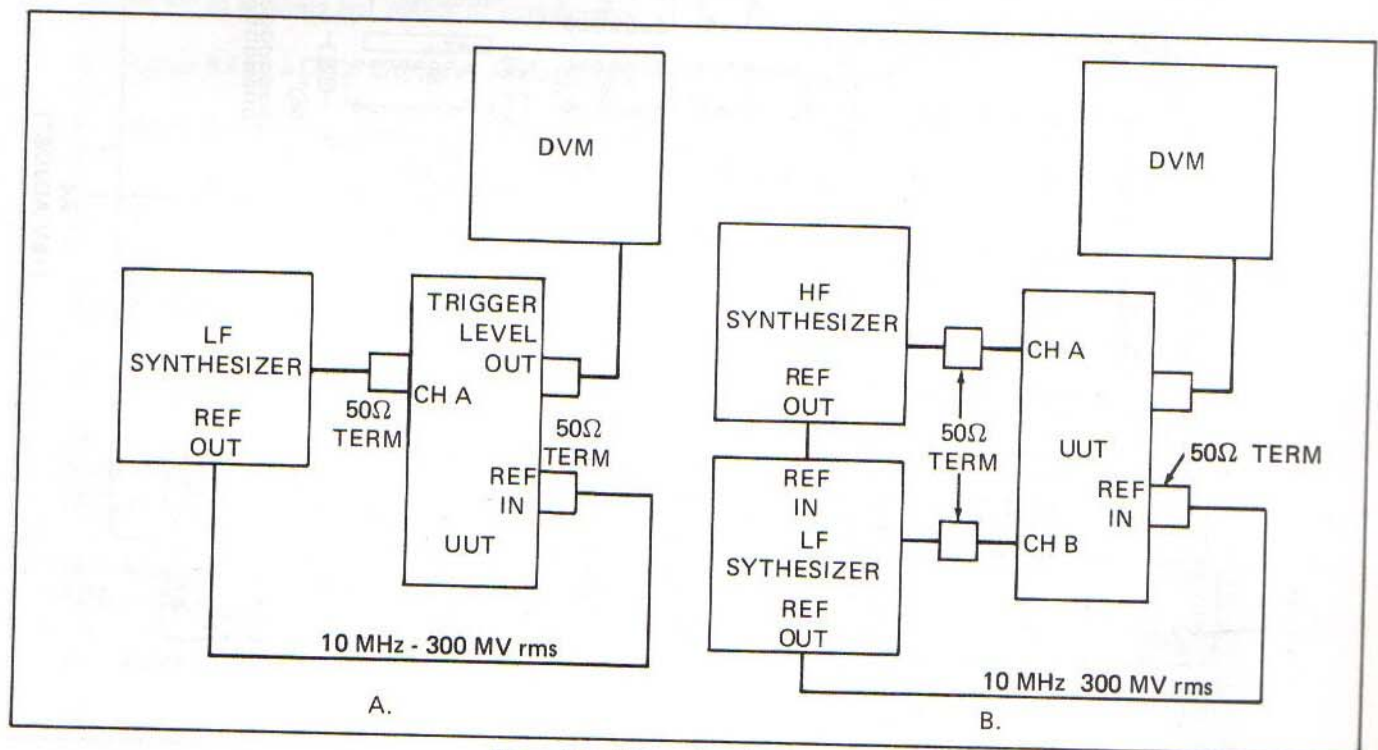 DVM
TRIGGER
LEVEL
OUT
LF
SYNTHESIZER
CH A
REF
OUT
50Ω
TERM
50Ω
TERM
REF
IN
UUT
10 MHz - 300 MV rms
A.
DVM
HF
SYNTHESIZER
REF
OUT
CH A
50Ω
TERM
UUT
50Ω TERM
REF
IN
REF
IN
LF
SYTHESIZER
REF
OUT
CH B
10 MHz 300 MV rms
B.